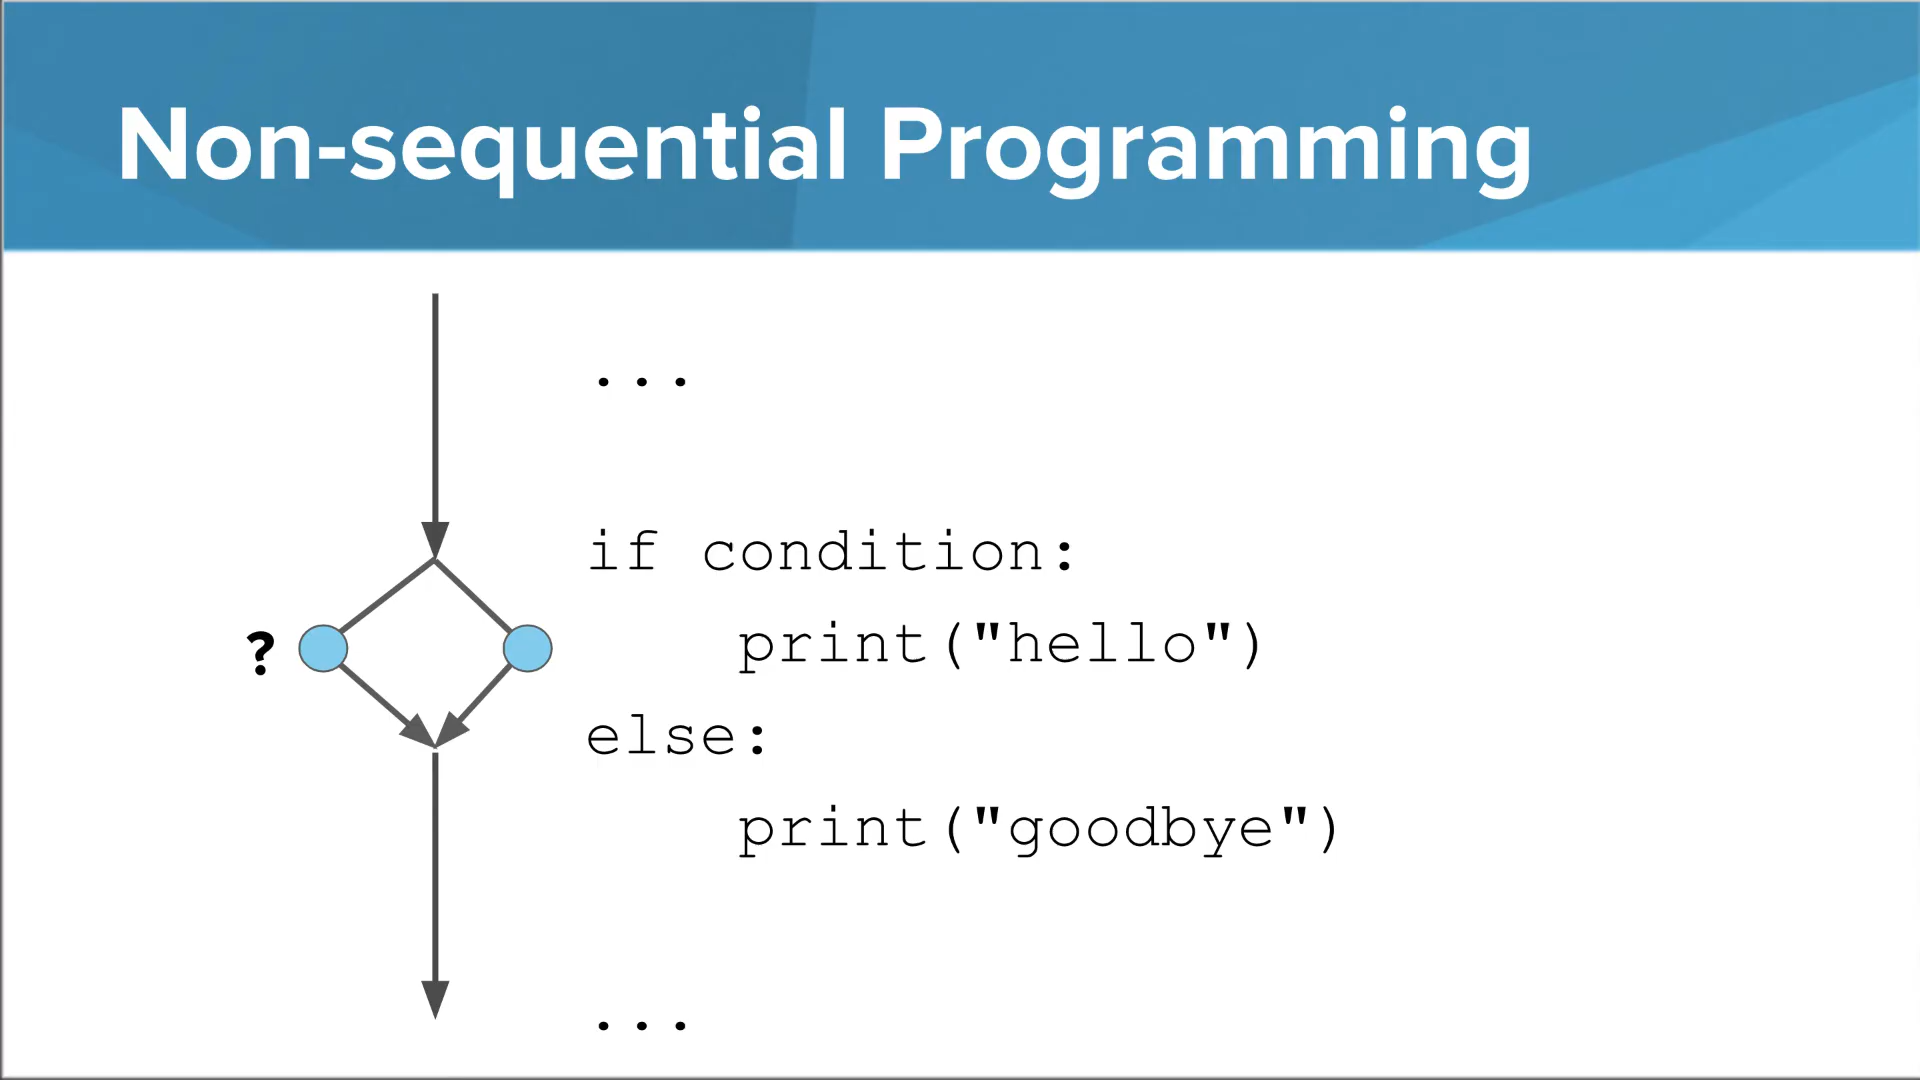 Non-sequential Programming
...
if condition:
?
print("hello")
else:
print("goodbye")
...